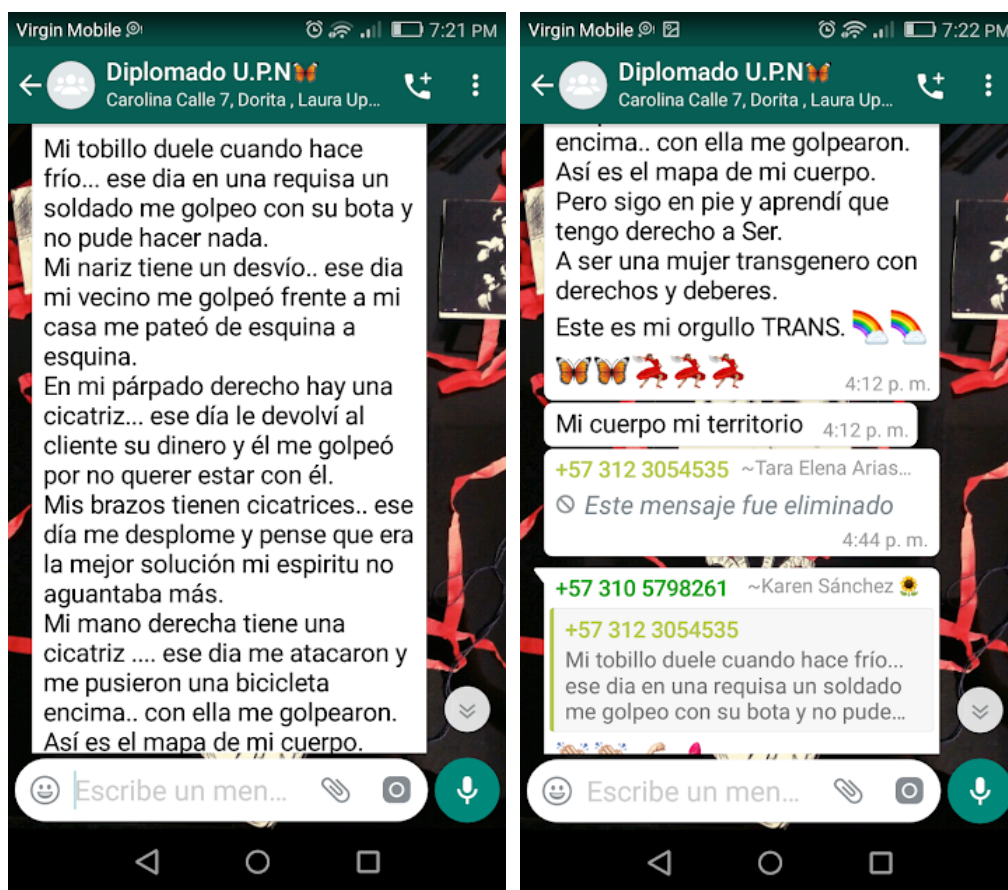 Virgin Mobile 7:21 PM
Diplomado U.P.N🦋
Carolina Calle 7, Dorita , Laura Up...
Mi tobillo duele cuando hace
frío... ese dia en una requisa un
soldado me golpeo con su bota y
no pude hacer nada.
Mi nariz tiene un desvío.. ese dia
mi vecino me golpeó frente a mi
casa me pateó de esquina a
esquina.
En mi párpado derecho hay una
cicatriz... ese día le devolví al
cliente su dinero y él me golpeó
por no querer estar con él.
Mis brazos tienen cicatrices.. ese
día me desplome y pense que era
la mejor solución mi espiritu no
aguantaba más.
Mi mano derecha tiene una
cicatriz .... ese dia me atacaron y
me pusieron una bicicleta
encima.. con ella me golpearon.
Así es el mapa de mi cuerpo.
Escribe un men...
Virgin Mobile 7:22 PM
Diplomado U.P.N🦋
Carolina Calle 7, Dorita , Laura Up...
encima.. con ella me golpearon.
Así es el mapa de mi cuerpo.
Pero sigo en pie y aprendí que
tengo derecho a Ser.
A ser una mujer transgenero con
derechos y deberes.
Este es mi orgullo TRANS. 🌈🌈
🦋🦋💃💃💃 4:12 p. m.
Mi cuerpo mi territorio 4:12 p. m.
+57 312 3054535 ~Tara Elena Arias...
Este mensaje fue eliminado
4:44 p. m.
+57 310 5798261 ~Karen Sánchez 🌻
+57 312 3054535
Mi tobillo duele cuando hace frío...
ese dia en una requisa un soldado
me golpeo con su bota y no pude...
Escribe un men...